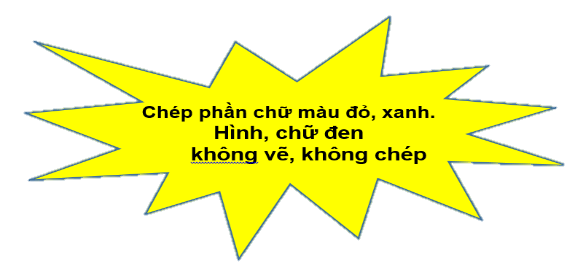 Chép phần chữ màu đỏ, xanh.
Hình, chữ đen
không vẽ, không chép